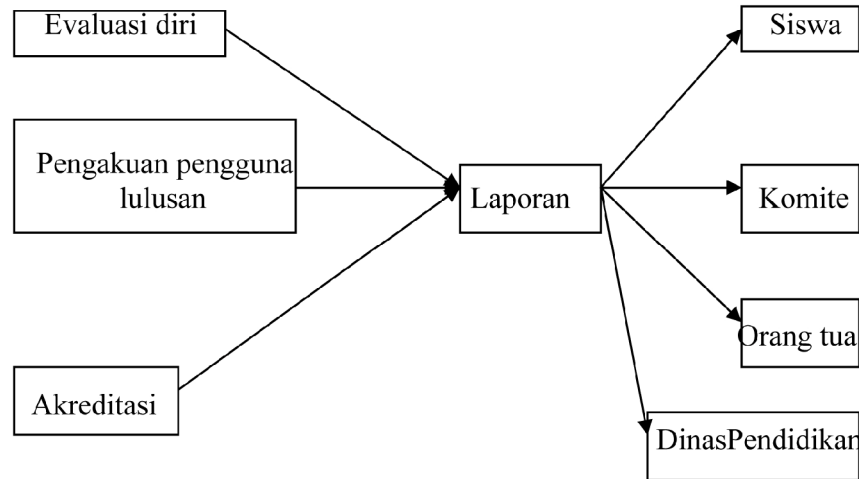 Evaluasi diri
Pengakuan pengguna
lulusan
Akreditasi
Laporan
Siswa
Komite
Orang tua
DinasPendidikan